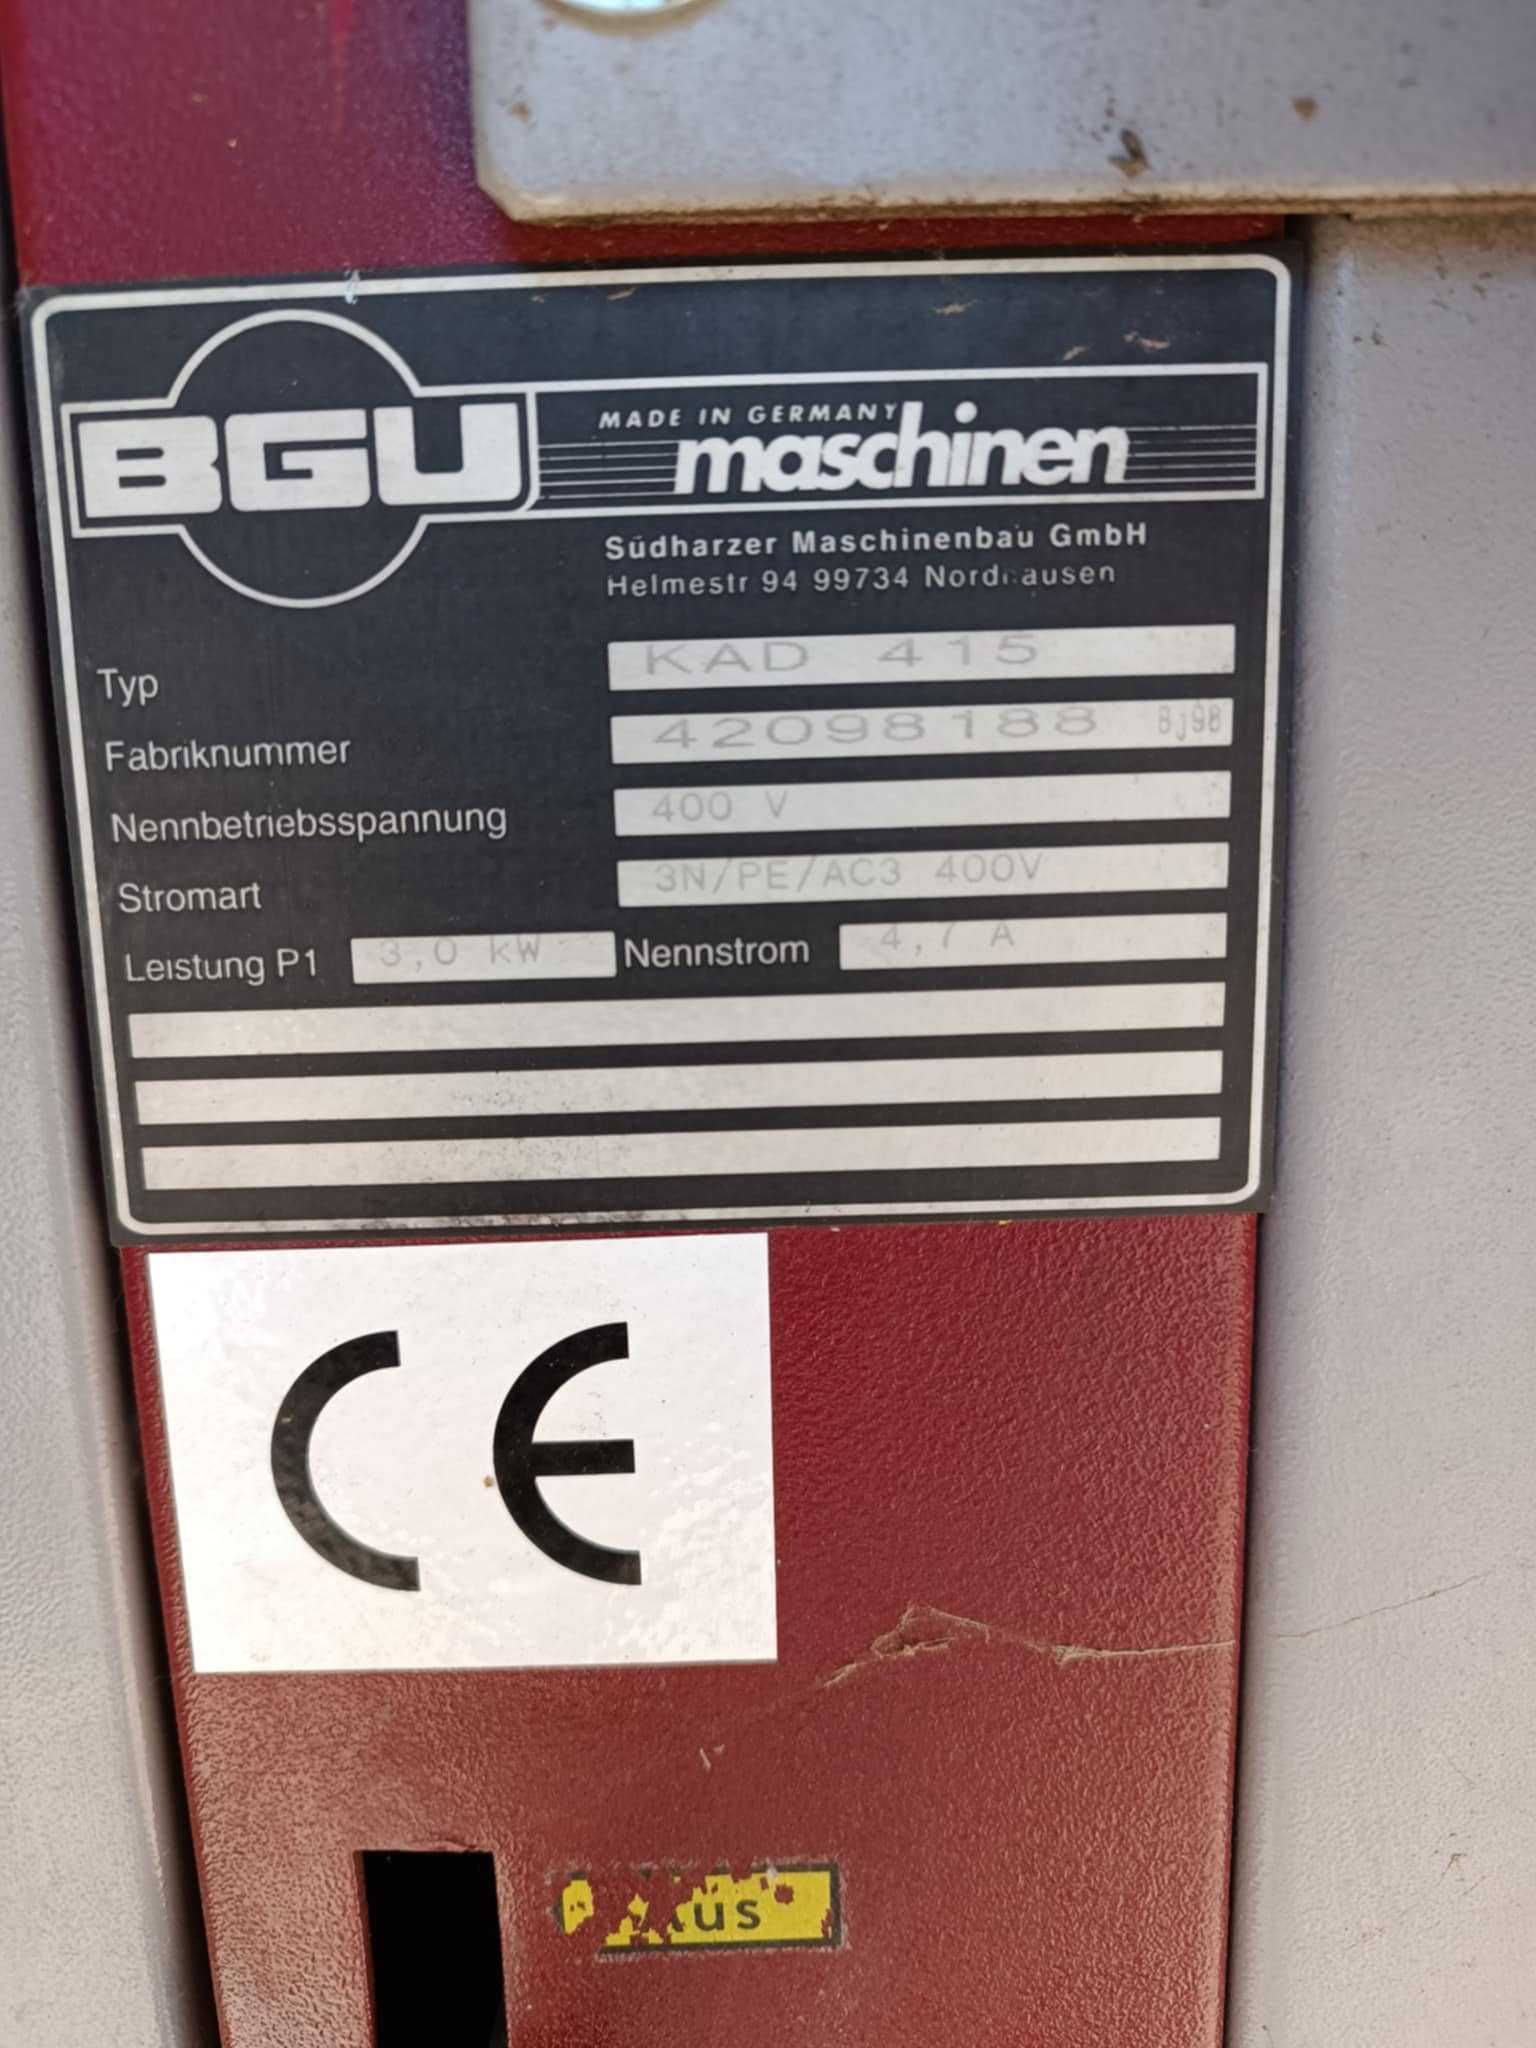 BGU
MADE IN GERMANY
maschinen
Südharzer Maschinenbau GmbH
Helmestr 94 99734 Nordhausen
Typ KAD 415
Fabriknummer 42098188 Bj98
Nennbetriebsspannung 400 V
Stromart 3N/PE/AC3 400V
Leistung P1 3,0 kW Nennstrom 4,7 A
CE